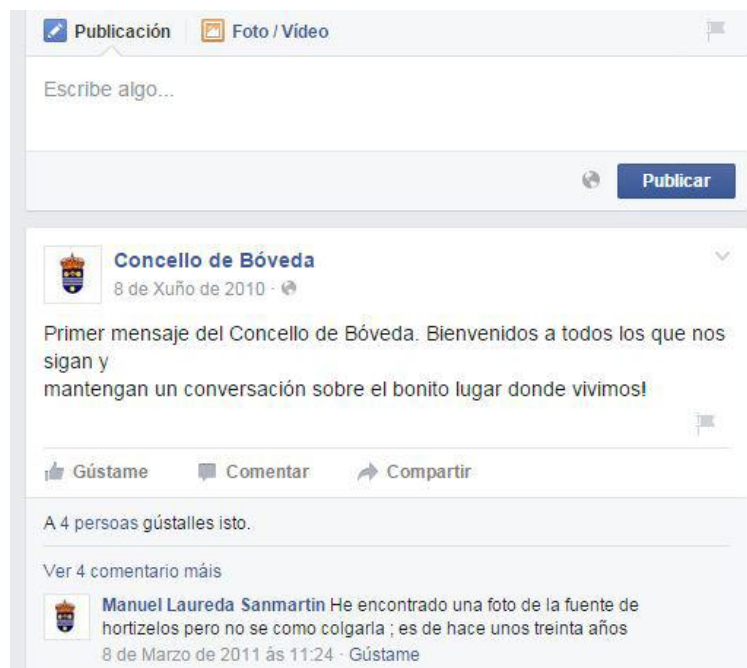 Publicación Foto / Vídeo
Escribe algo...
Publicar
Concello de Bóveda
8 de Xuño de 2010 ·
Primer mensaje del Concello de Bóveda. Bienvenidos a todos los que nos
sigan y
mantengan un conversación sobre el bonito lugar donde vivimos!
Gústame Comentar Compartir
A 4 persoas gústalles isto.
Ver 4 comentario máis
Manuel Laureda Sanmartin He encontrado una foto de la fuente de
hortizelos pero no se como colgarla ; es de hace unos treinta años
8 de Marzo de 2011 ás 11:24 · Gústame